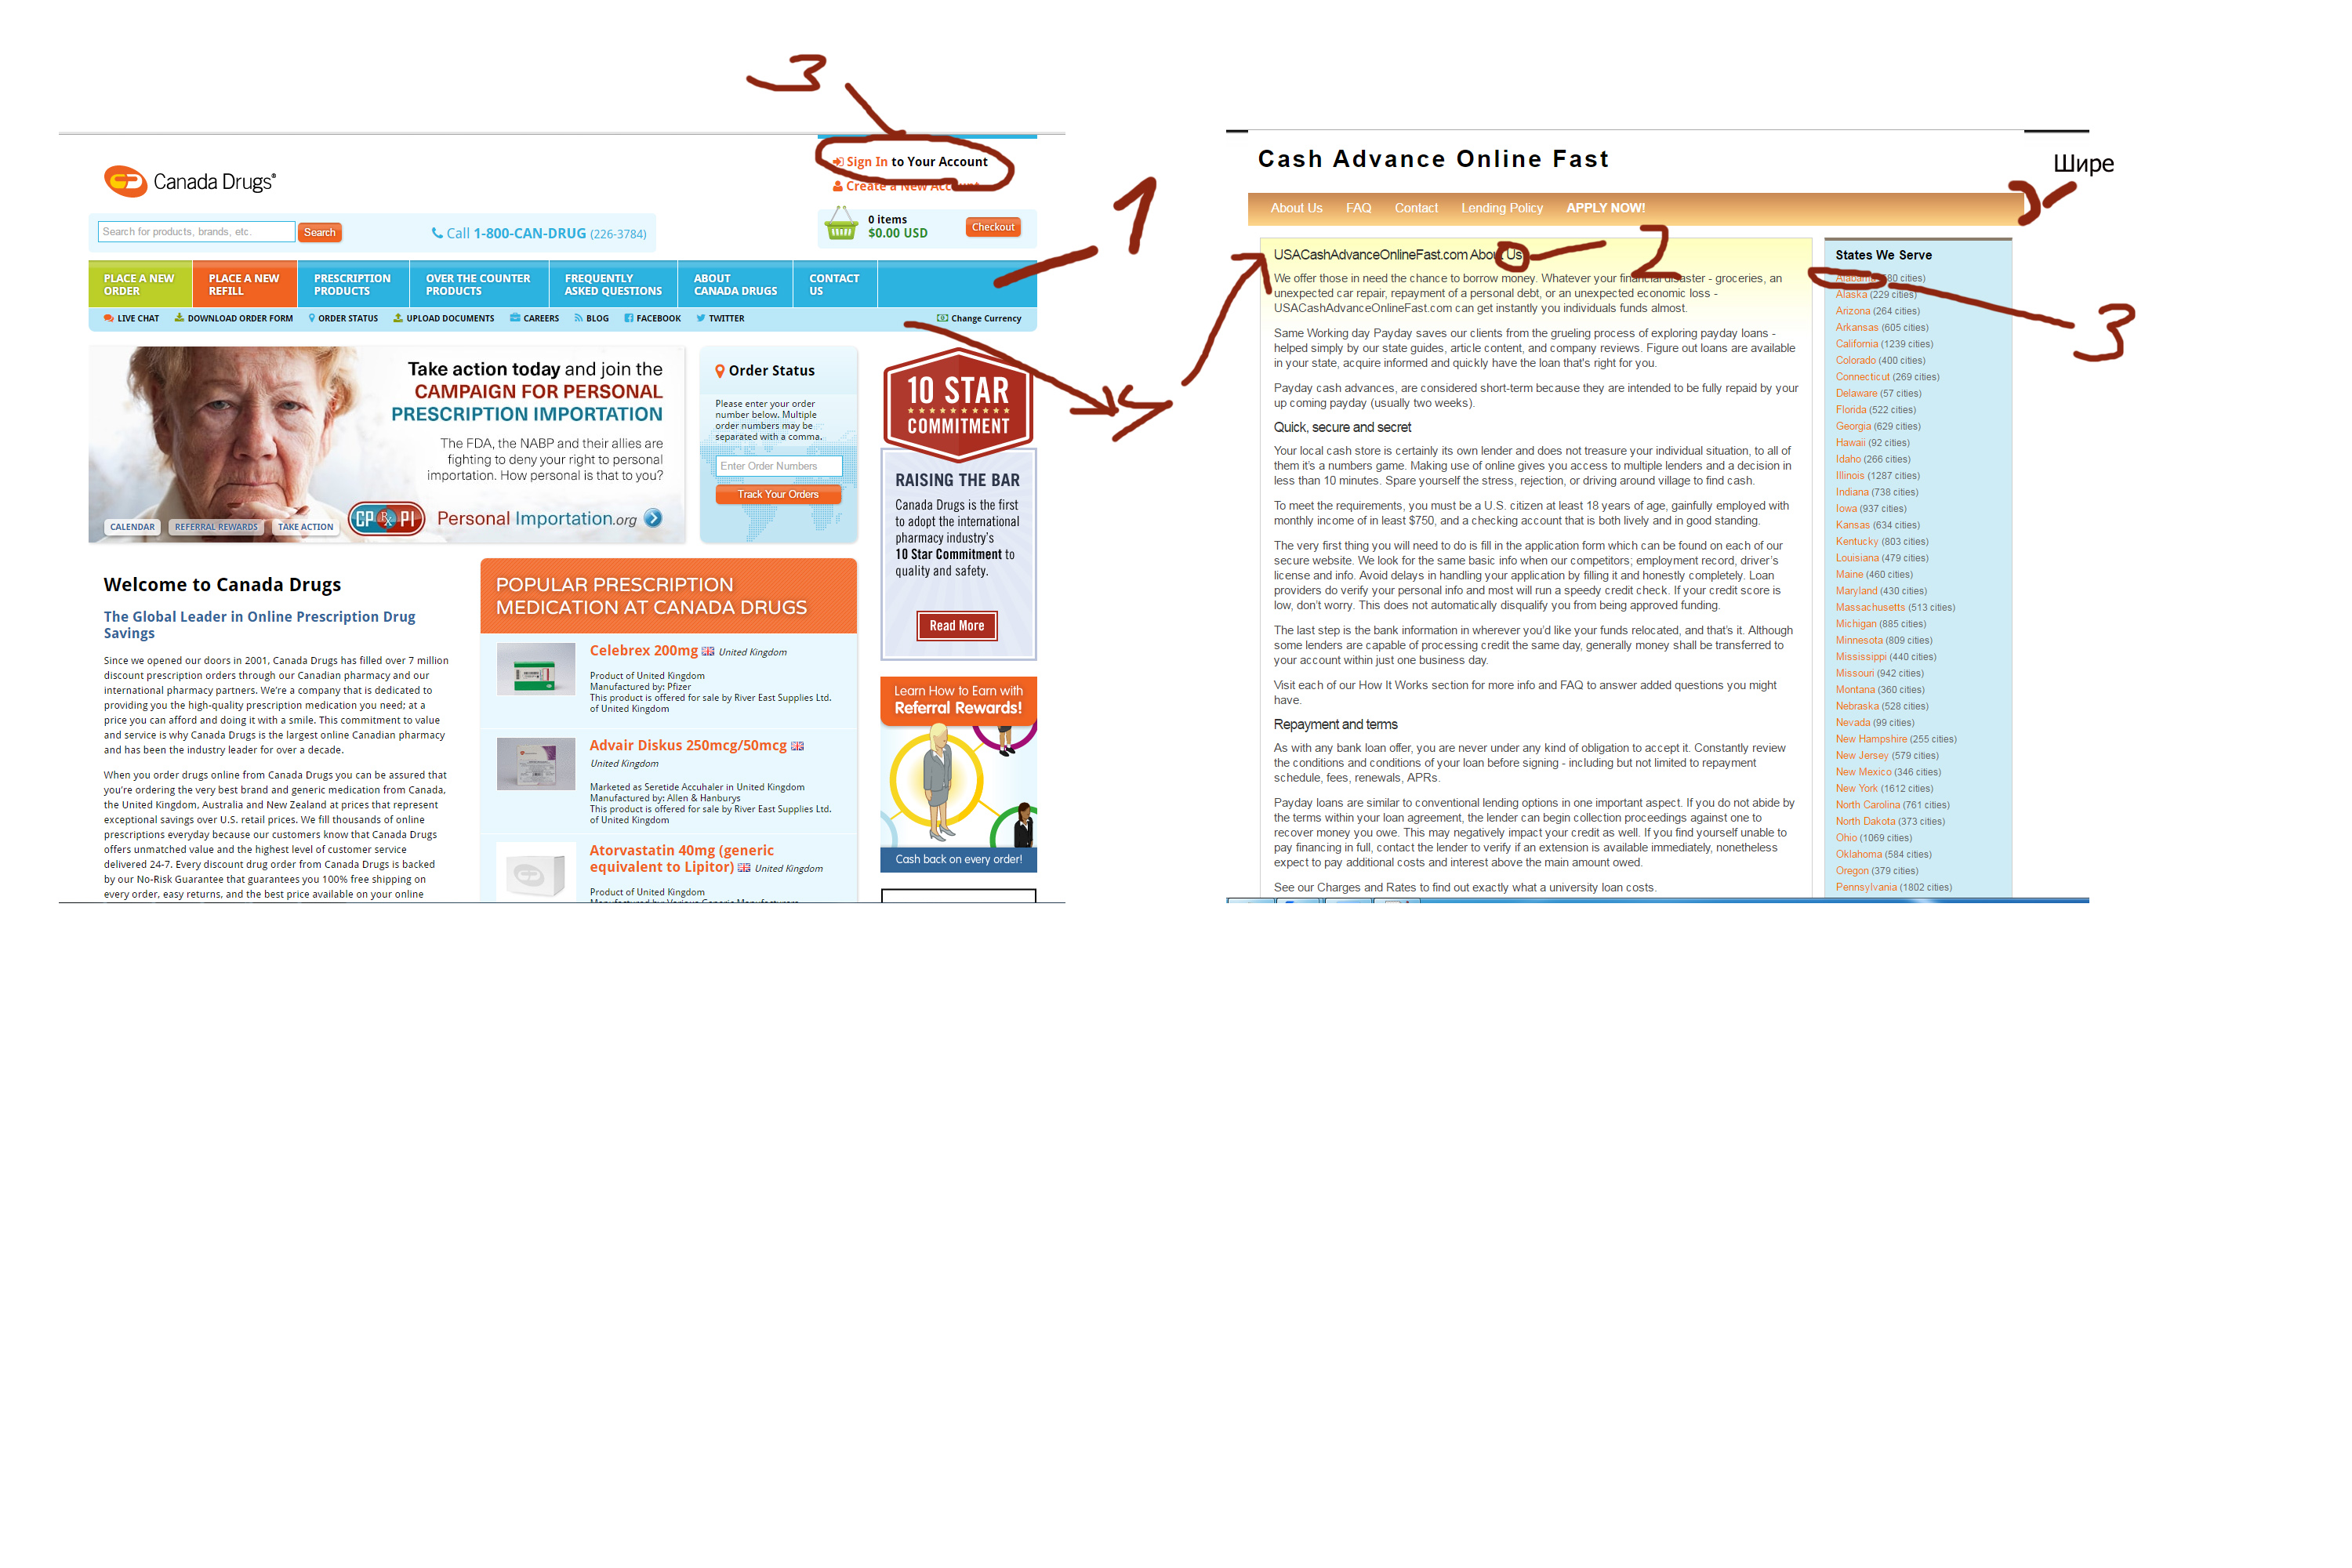 3
Sign In to Your Account
Create a New Account
Canada Drugs®
Search for products, brands, etc.
Search
Call 1-800-CAN-DRUG (226-3784)
0 items
$0.00 USD
Checkout
1
PLACE A NEW ORDER
PLACE A NEW REFILL
PRESCRIPTION PRODUCTS
OVER THE COUNTER PRODUCTS
FREQUENTLY ASKED QUESTIONS
ABOUT CANADA DRUGS
CONTACT US
LIVE CHAT
DOWNLOAD ORDER FORM
ORDER STATUS
UPLOAD DOCUMENTS
CAREERS
BLOG
FACEBOOK
TWITTER
Change Currency
Take action today and join the
CAMPAIGN FOR PERSONAL
PRESCRIPTION IMPORTATION
The FDA, the NABP and their allies are
fighting to deny your right to personal
importation. How personal is that to you?
CALENDAR
REFERRAL REWARDS
TAKE ACTION
CP Rx PI
Personal Importation.org
Order Status
Please enter your order
number below. Multiple
order numbers may be
separated with a comma.
Enter Order Numbers
Track Your Orders
10 STAR
COMMITMENT
RAISING THE BAR
Canada Drugs is the first
to adopt the international
pharmacy industry's
10 Star Commitment to
quality and safety.
Read More
Welcome to Canada Drugs
The Global Leader in Online Prescription Drug
Savings
Since we opened our doors in 2001, Canada Drugs has filled over 7 million
discount prescription orders through our Canadian pharmacy and our
international pharmacy partners. We're a company that is dedicated to
providing you the high-quality prescription medication you need; at a
price you can afford and doing it with a smile. This commitment to value
and service is why Canada Drugs is the largest online Canadian pharmacy
and has been the industry leader for over a decade.
When you order drugs online from Canada Drugs you can be assured that
you're ordering the very best brand and generic medication from Canada,
the United Kingdom, Australia and New Zealand at prices that represent
exceptional savings over U.S. retail prices. We fill thousands of online
prescriptions everyday because our customers know that Canada Drugs
offers unmatched value and the highest level of customer service
delivered 24-7. Every discount drug order from Canada Drugs is backed
by our No-Risk Guarantee that guarantees you 100% free shipping on
every order, easy returns, and the best price available on your online
POPULAR PRESCRIPTION
MEDICATION AT CANADA DRUGS
Celebrex 200mg United Kingdom
Product of United Kingdom
Manufactured by: Pfizer
This product is offered for sale by River East Supplies Ltd.
of United Kingdom
Advair Diskus 250mcg/50mcg
United Kingdom
Marketed as Seretide Accuhaler in United Kingdom
Manufactured by: Allen & Hanburys
This product is offered for sale by River East Supplies Ltd.
of United Kingdom
Atorvastatin 40mg (generic
equivalent to Lipitor) United Kingdom
Product of United Kingdom
Manufactured by: Various Generic Manufacturers
Learn How to Earn with
Referral Rewards!
Cash back on every order!
Cash Advance Online Fast
Шире
About Us
FAQ
Contact
Lending Policy
APPLY NOW!
2
USACashAdvanceOnlineFast.com About Us
We offer those in need the chance to borrow money. Whatever your financial disaster - groceries, an
unexpected car repair, repayment of a personal debt, or an unexpected economic loss -
USACashAdvanceOnlineFast.com can get instantly you individuals funds almost.
Same Working day Payday saves our clients from the grueling process of exploring payday loans -
helped simply by our state guides, article content, and company reviews. Figure out loans are available
in your state, acquire informed and quickly have the loan that's right for you.
Payday cash advances, are considered short-term because they are intended to be fully repaid by your
up coming payday (usually two weeks).
Quick, secure and secret
Your local cash store is certainly its own lender and does not treasure your individual situation, to all of
them it's a numbers game. Making use of online gives you access to multiple lenders and a decision in
less than 10 minutes. Spare yourself the stress, rejection, or driving around village to find cash.
To meet the requirements, you must be a U.S. citizen at least 18 years of age, gainfully employed with
monthly income of in least $750, and a checking account that is both lively and in good standing.
The very first thing you will need to do is fill in the application form which can be found on each of our
secure website. We look for the same basic info when our competitors; employment record, driver's
license and info. Avoid delays in handling your application by filling it and honestly completely. Loan
providers do verify your personal info and most will run a speedy credit check. If your credit score is
low, don't worry. This does not automatically disqualify you from being approved funding.
The last step is the bank information in wherever you'd like your funds relocated, and that's it. Although
some lenders are capable of processing credit the same day, generally money shall be transferred to
your account within just one business day.
Visit each of our How It Works section for more info and FAQ to answer added questions you might
have.
Repayment and terms
As with any bank loan offer, you are never under any kind of obligation to accept it. Constantly review
the conditions and conditions of your loan before signing - including but not limited to repayment
schedule, fees, renewals, APRs.
Payday loans are similar to conventional lending options in one important aspect. If you do not abide by
the terms within your loan agreement, the lender can begin collection proceedings against one to
recover money you owe. This may negatively impact your credit as well. If you find yourself unable to
pay financing in full, contact the lender to verify if an extension is available immediately, nonetheless
expect to pay additional costs and interest above the main amount owed.
See our Charges and Rates to find out exactly what a university loan costs.
States We Serve
Alabama (580 cities)
Alaska (229 cities)
3
Arizona (264 cities)
Arkansas (605 cities)
California (1239 cities)
Colorado (400 cities)
Connecticut (269 cities)
Delaware (57 cities)
Florida (522 cities)
Georgia (629 cities)
Hawaii (92 cities)
Idaho (266 cities)
Illinois (1287 cities)
Indiana (738 cities)
Iowa (937 cities)
Kansas (634 cities)
Kentucky (803 cities)
Louisiana (479 cities)
Maine (460 cities)
Maryland (430 cities)
Massachusetts (513 cities)
Michigan (885 cities)
Minnesota (809 cities)
Mississippi (440 cities)
Missouri (942 cities)
Montana (360 cities)
Nebraska (528 cities)
Nevada (99 cities)
New Hampshire (255 cities)
New Jersey (579 cities)
New Mexico (346 cities)
New York (1612 cities)
North Carolina (761 cities)
North Dakota (373 cities)
Ohio (1069 cities)
Oklahoma (584 cities)
Oregon (379 cities)
Pennsylvania (1802 cities)